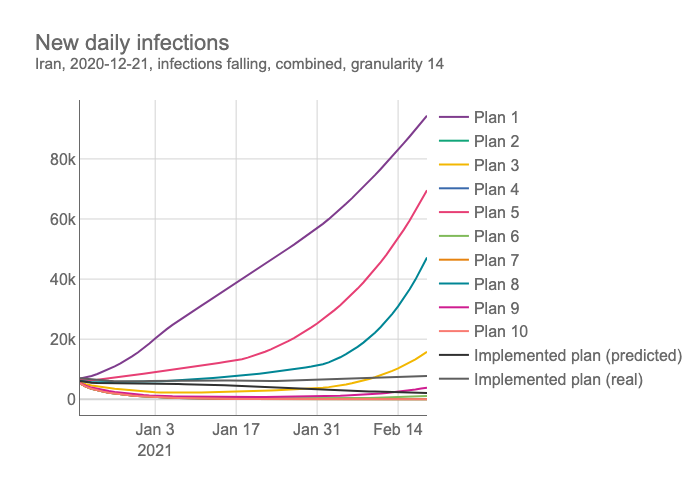 New daily infections
Iran, 2020-12-21, infections falling, combined, granularity 14
80k
60k
40k
20k
0
Jan 3
2021
Jan 17
Jan 31
Feb 14
Plan 1
Plan 2
Plan 3
Plan 4
Plan 5
Plan 6
Plan 7
Plan 8
Plan 9
Plan 10
Implemented plan (predicted)
Implemented plan (real)